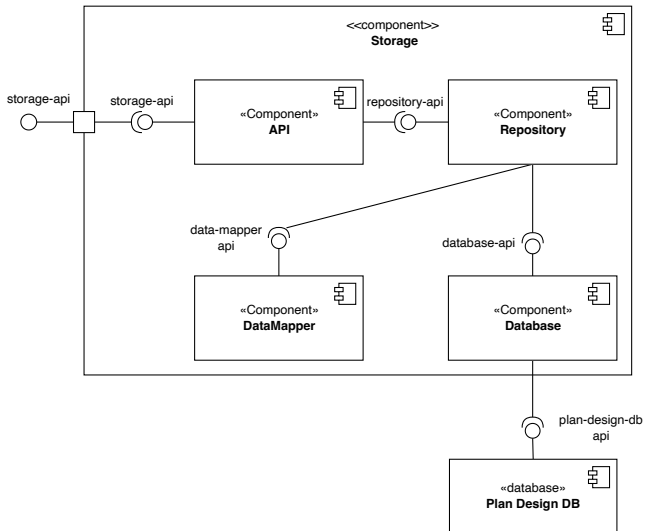 <<component>>
Storage
storage-api
storage-api
«Component»
API
repository-api
«Component»
Repository
data-mapper
api
database-api
«Component»
DataMapper
«Component»
Database
plan-design-db
api
«database»
Plan Design DB